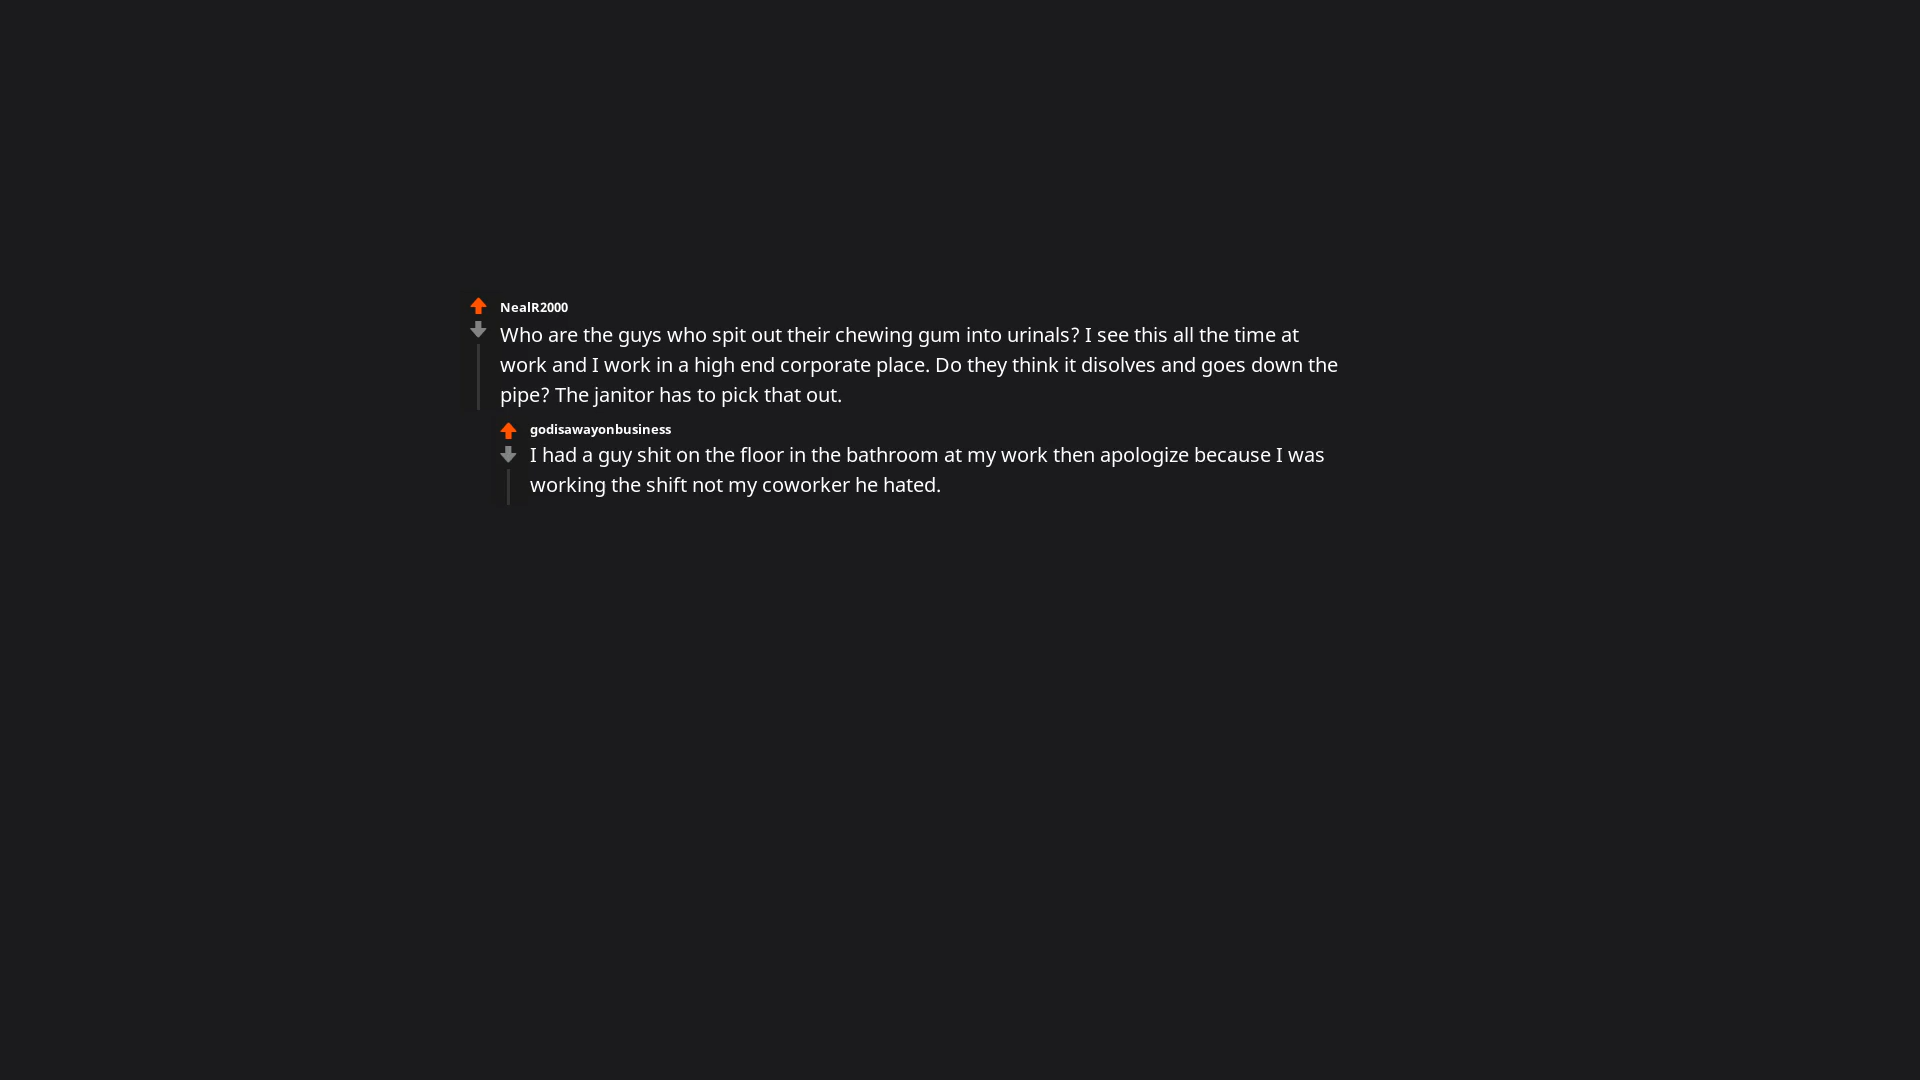 NealR2000
Who are the guys who spit out their chewing gum into urinals? I see this all the time at
work and I work in a high end corporate place. Do they think it disolves and goes down the
pipe? The janitor has to pick that out.
godisawayonbusiness
I had a guy shit on the floor in the bathroom at my work then apologize because I was
working the shift not my coworker he hated.